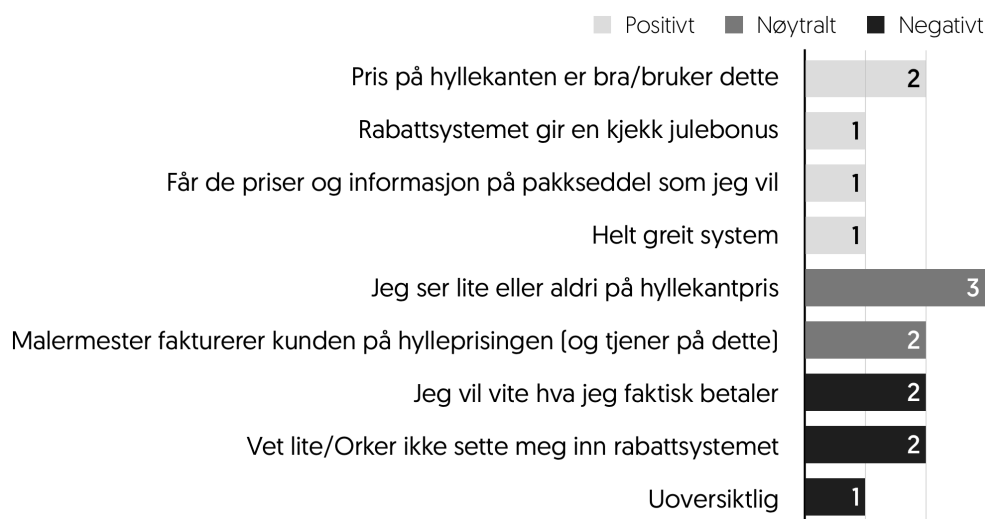 Positivt Nøytralt Negativt
Pris på hyllekanten er bra/bruker dette 2
Rabattsystemet gir en kjekk julebonus 1
Får de priser og informasjon på pakkseddel som jeg vil 1
Helt greit system 1
Jeg ser lite eller aldri på hyllekantpris 3
Malermester fakturerer kunden på hylleprisingen (og tjener på dette) 2
Jeg vil vite hva jeg faktisk betaler 2
Vet lite/Orker ikke sette meg inn rabattsystemet 2
Uoversiktlig 1